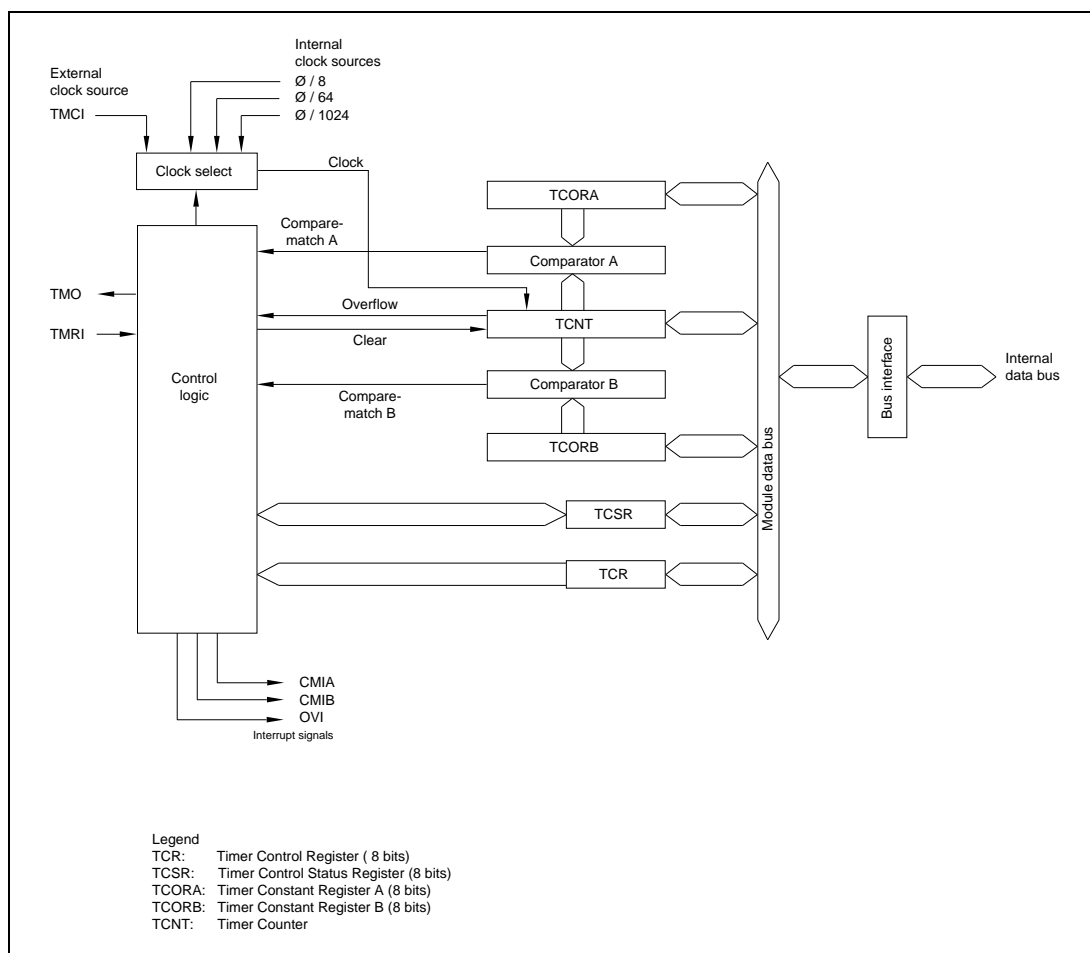 Internal
clock sources
External
clock source
Ø / 8
Ø / 64
TMCI
Ø / 1024
Clock select
Clock
TCORA
Compare-
match A
Comparator A
TMO
Overflow
TCNT
TMRI
Clear
Control
logic
Comparator B
Compare-
match B
TCORB
Module data bus
Bus interface
Internal
data bus
TCSR
TCR
CMIA
CMIB
OVI
Interrupt signals
Legend
TCR: Timer Control Register ( 8 bits)
TCSR: Timer Control Status Register (8 bits)
TCORA: Timer Constant Register A (8 bits)
TCORB: Timer Constant Register B (8 bits)
TCNT: Timer Counter